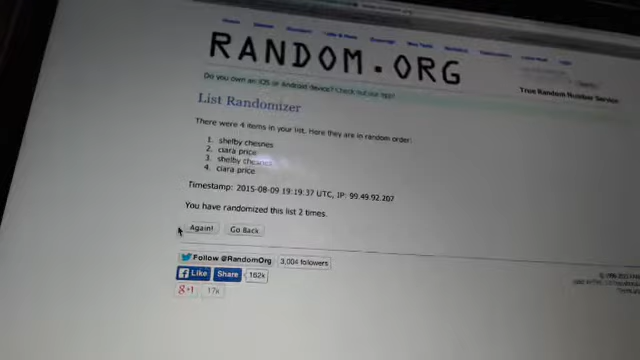 RANDOM.ORG
True Random Number Service
Do you own an iOS or Android device? Check out our app!
List Randomizer
There were 4 items in your list. Here they are in random order:
1. shelby chesnes
2. ciara price
3. shelby chesnes
4. ciara price
Timestamp: 2015-08-09 19:19:37 UTC, IP: 99.49.92.207
You have randomized this list 2 times.
Again! Go Back
Follow @RandomOrg 3,004 followers
Like Share 162k
g+1 17k